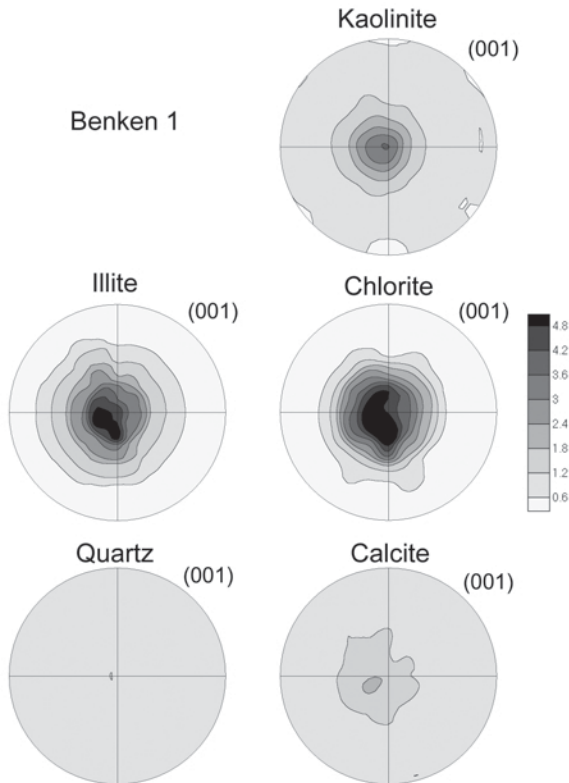 Kaolinite
(001)
Benken 1
Illite
(001)
Chlorite
(001)
4.8
4.2
3.6
3
2.4
1.8
1.2
0.6
Quartz
(001)
Calcite
(001)